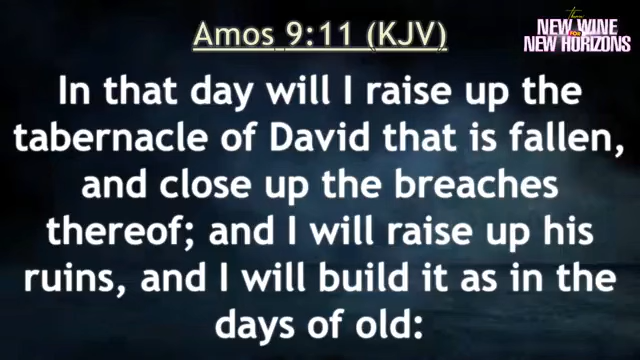 Amos 9:11 (KJV)
The
NEW WINE
FOR
NEW HORIZONS
In that day will I raise up the
tabernacle of David that is fallen,
and close up the breaches
thereof; and I will raise up his
ruins, and I will build it as in the
days of old: